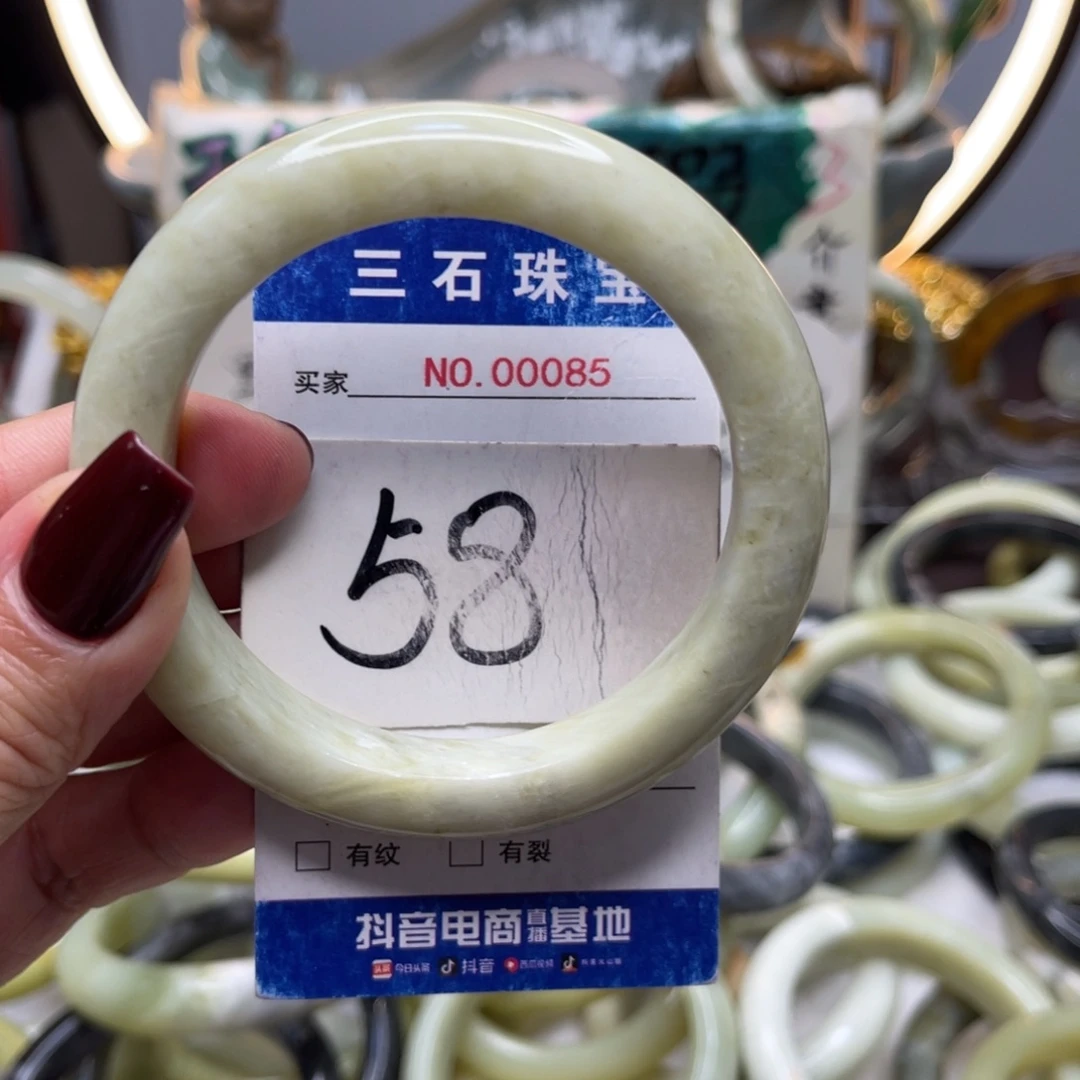 三石珠宝
买家 NO.00085
58
有纹 有裂
抖音电商直播基地
今日头条 抖音 西瓜视频